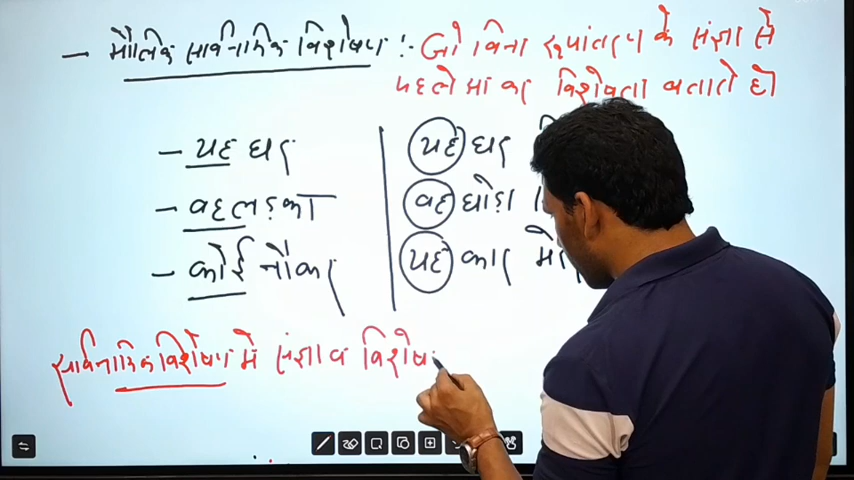 — मौलिक सार्वनामिक विशेषण :- जो बिना रूपांतरण के संज्ञा से
पहले आकर विशेषता बताते हो
— यह घर
— वह लड़का
— कोई नौकर
यह घर
वह घोड़ा
यह कार
सार्वनामिक विशेषण में संज्ञा व विशेष